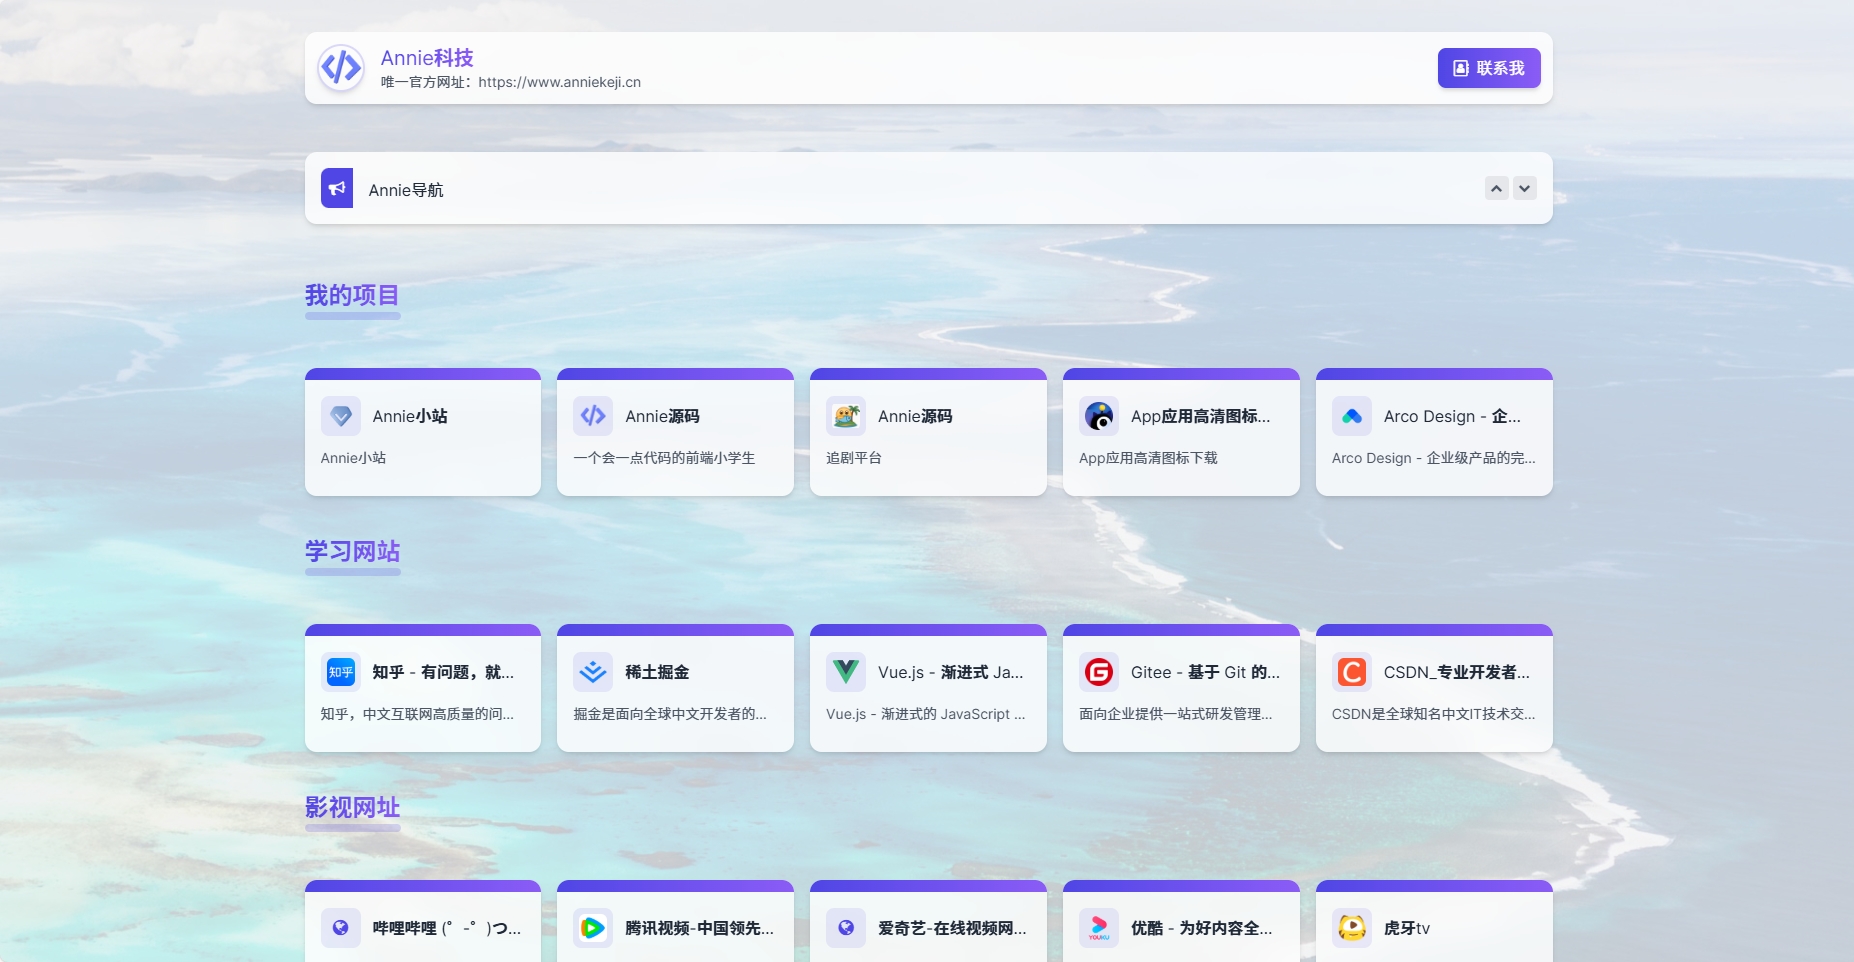 Annie科技
唯一官方网址：https://www.anniekeji.cn
联系我
Annie导航
我的项目
Annie小站
Annie小站
Annie源码
一个会一点代码的前端小学生
Annie源码
追剧平台
App应用高清图标...
App应用高清图标下载
Arco Design - 企...
Arco Design - 企业级产品的完...
学习网站
知乎
知乎 - 有问题，就...
知乎，中文互联网高质量的问...
稀土掘金
掘金是面向全球中文开发者的...
Vue.js - 渐进式 Ja...
Vue.js - 渐进式的 JavaScript ...
Gitee - 基于 Git 的...
面向企业提供一站式研发管理...
CSDN_专业开发者...
CSDN是全球知名中文IT技术交...
影视网址
哔哩哔哩 (゜-゜)つ...
腾讯视频-中国领先...
爱奇艺-在线视频网...
YOUKU
优酷 - 为好内容全...
虎牙tv